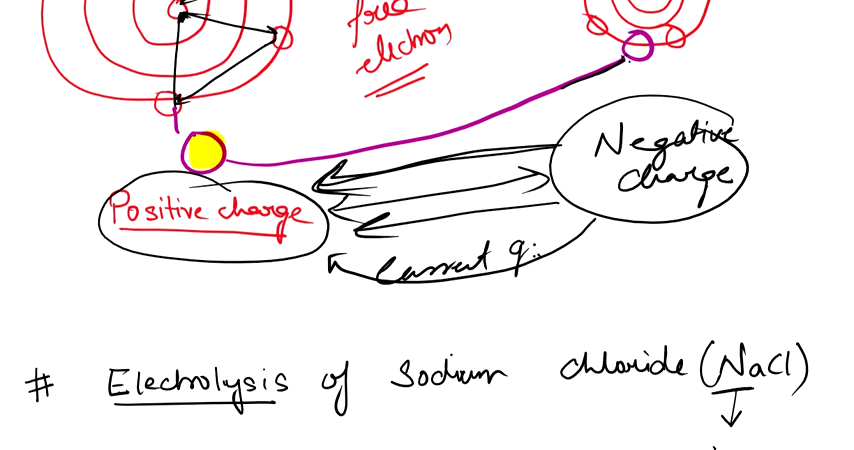 free
electron
Negative
charge
Positive charge
Current
# Electrolysis of Sodium chloride (NaCl)